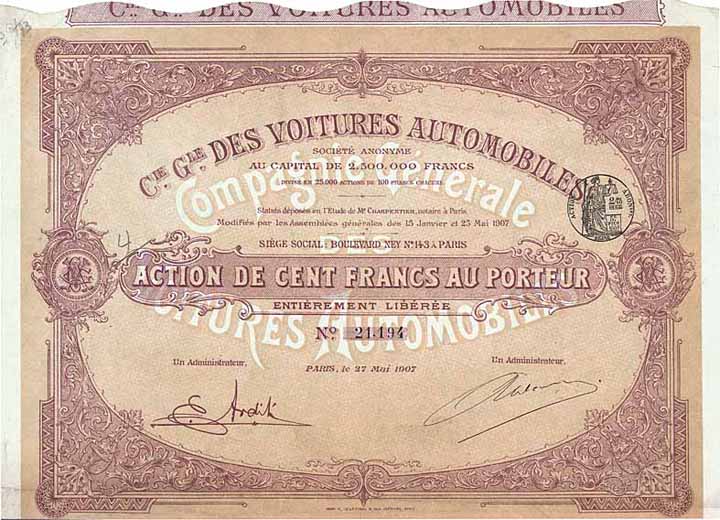 Cie. Gle. DES VOITURES AUTOMOBILES
Cie Gle DES VOITURES AUTOMOBILES
SOCIÉTÉ ANONYME
AU CAPITAL DE 2.500.000 FRANCS
DIVISÉ EN 25.000 ACTIONS DE 100 FRANCS CHACUNE
Compagnie Générale
Statuts déposés en l'Etude de Me CHARPENTIER, notaire à Paris
Modifiés par les Assemblées générales des 15 Janvier et 23 Mai 1907
DES
SIÈGE SOCIAL: BOULEVARD NEY No 143 À PARIS
4
ACTION DE CENT FRANCS AU PORTEUR
ENTIÈREMENT LIBÉRÉE
VOITURES AUTOMOBILES
No. 21.194
Un Administrateur,
Un Administrateur,
PARIS, le 27 Mai 1907